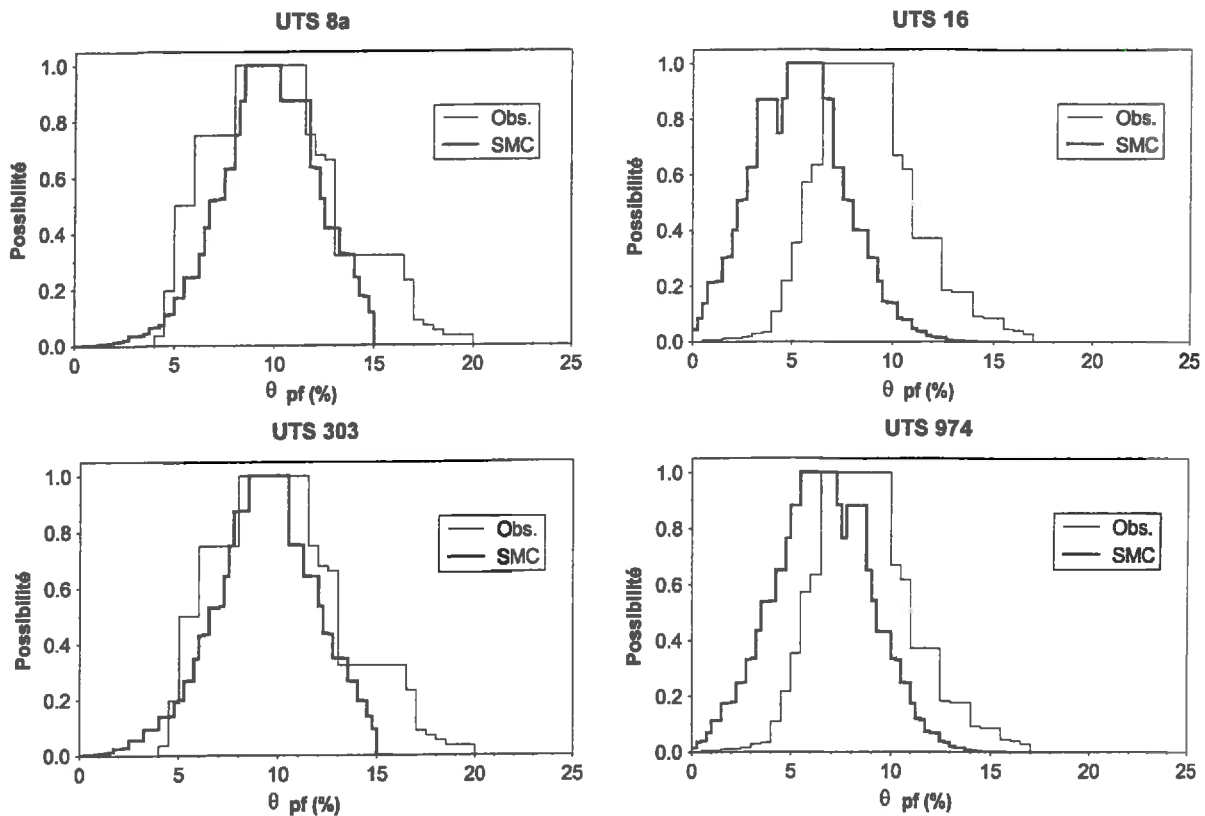 UTS 8a
1.0
0.8
0.6
0.4
0.2
0.0
Possibilité
Obs.
SMC
0 5 10 15 20 25
θ pf (%)
UTS 16
1.0
0.8
0.6
0.4
0.2
0.0
Possibilité
Obs.
SMC
0 5 10 15 20 25
θ pf (%)
UTS 303
1.0
0.8
0.6
0.4
0.2
0.0
Possibilité
Obs.
SMC
0 5 10 15 20 25
θ pf (%)
UTS 974
1.0
0.8
0.6
0.4
0.2
0.0
Possibilité
Obs.
SMC
0 5 10 15 20 25
θ pf (%)